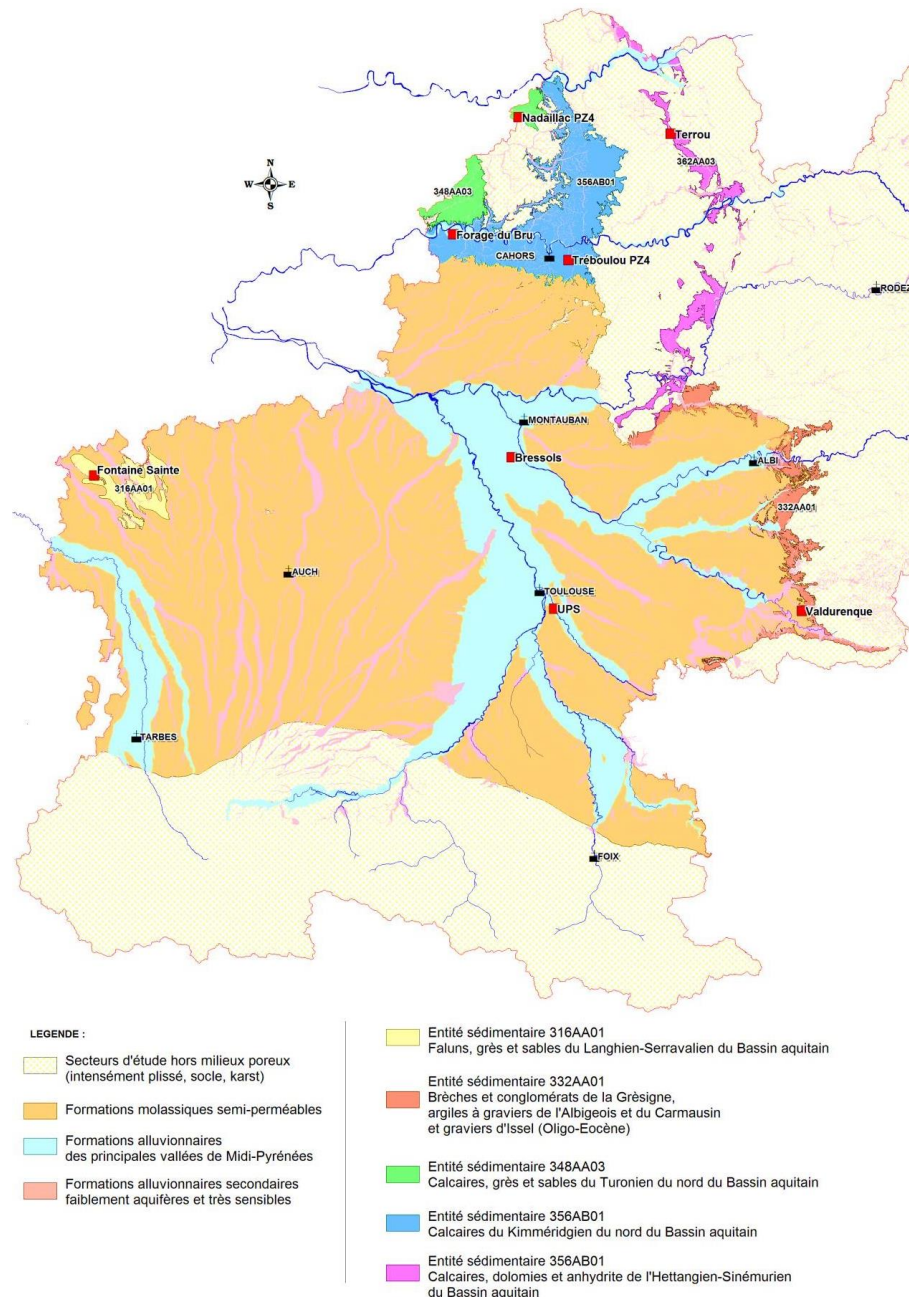 Nadaillac PZ4
Terrou
362AA03
356AB01
N
W E
S
348AA03
Forage du Bru
CAHORS
Tréboulou PZ4
RODEZ
MONTAUBAN
Bressols
ALBI
Fontaine Sainte
316AA01
332AA01
AUCH
TOULOUSE
UPS
Valdurenque
TARBES
FOIX
LEGENDE :
Secteurs d'étude hors milieux poreux
(intensément plissé, socle, karst)
Formations molassiques semi-perméables
Formations alluvionnaires
des principales vallées de Midi-Pyrénées
Formations alluvionnaires secondaires
faiblement aquifères et très sensibles
Entité sédimentaire 316AA01
Faluns, grès et sables du Langhien-Serravalien du Bassin aquitain
Entité sédimentaire 332AA01
Brèches et conglomérats de la Grèsigne,
argiles à graviers de l'Albigeois et du Carmausin
et graviers d'Issel (Oligo-Eocène)
Entité sédimentaire 348AA03
Calcaires, grès et sables du Turonien du nord du Bassin aquitain
Entité sédimentaire 356AB01
Calcaires du Kimméridgien du nord du Bassin aquitain
Entité sédimentaire 356AB01
Calcaires, dolomies et anhydrite de l'Hettangien-Sinémurien
du Bassin aquitain